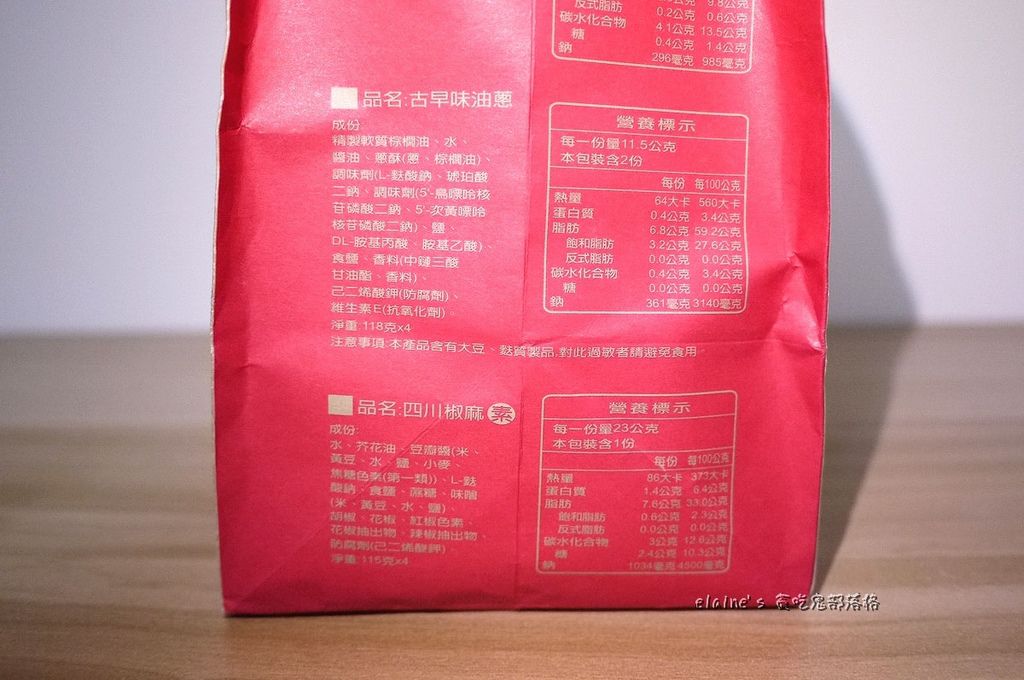 反式脂肪 0.2公克 0.6公克
碳水化合物 4.1公克 13.5公克
糖 0.4公克 1.4公克
鈉 296毫克 985毫克
品名:古早味油蔥
成份:
精製軟質棕櫚油、水、
醬油、蔥酥(蔥、棕櫚油)、
調味劑(L-麩酸鈉、琥珀酸
二鈉、調味劑(5'-鳥嘌呤核
苷磷酸二鈉、5'-次黃嘌呤
核苷磷酸二鈉)、鹽、
DL-胺基丙酸、胺基乙酸)、
食鹽、香料(中鏈三酸
甘油酯、香料)、
己二烯酸鉀(防腐劑)、
維生素E(抗氧化劑)。
淨重:118克x4
注意事項:本產品含有大豆、麩質製品,對此過敏者請避免食用。
營養標示
每一份量11.5公克
本包裝含2份
每份 每100公克
熱量 64大卡 560大卡
蛋白質 0.4公克 3.4公克
脂肪 6.8公克 59.2公克
飽和脂肪 3.2公克 27.6公克
反式脂肪 0.0公克 0.0公克
碳水化合物 0.4公克 3.4公克
糖 0.0公克 0.0公克
鈉 361毫克 3140毫克
品名:四川椒麻 素
成份:
水、芥花油、豆瓣醬(米、
黃豆、水、鹽、小麥、
焦糖色素(第一類))、L-麩
酸鈉、食鹽、蔗糖、味噌
(米、黃豆、水、鹽)、
胡椒、花椒、紅椒色素、
花椒抽出物、辣椒抽出物、
防腐劑(己二烯酸鉀)。
淨重:115克x4
營養標示
每一份量23公克
本包裝含1份
每份 每100公克
熱量 86大卡 373大卡
蛋白質 1.4公克 6.4公克
脂肪 7.6公克 33.0公克
飽和脂肪 0.6公克 2.3公克
反式脂肪 0.0公克 0.0公克
碳水化合物 3公克 12.6公克
糖 2.4公克 10.3公克
鈉 1034毫克 4500毫克
elaine's 貪吃鬼部落格